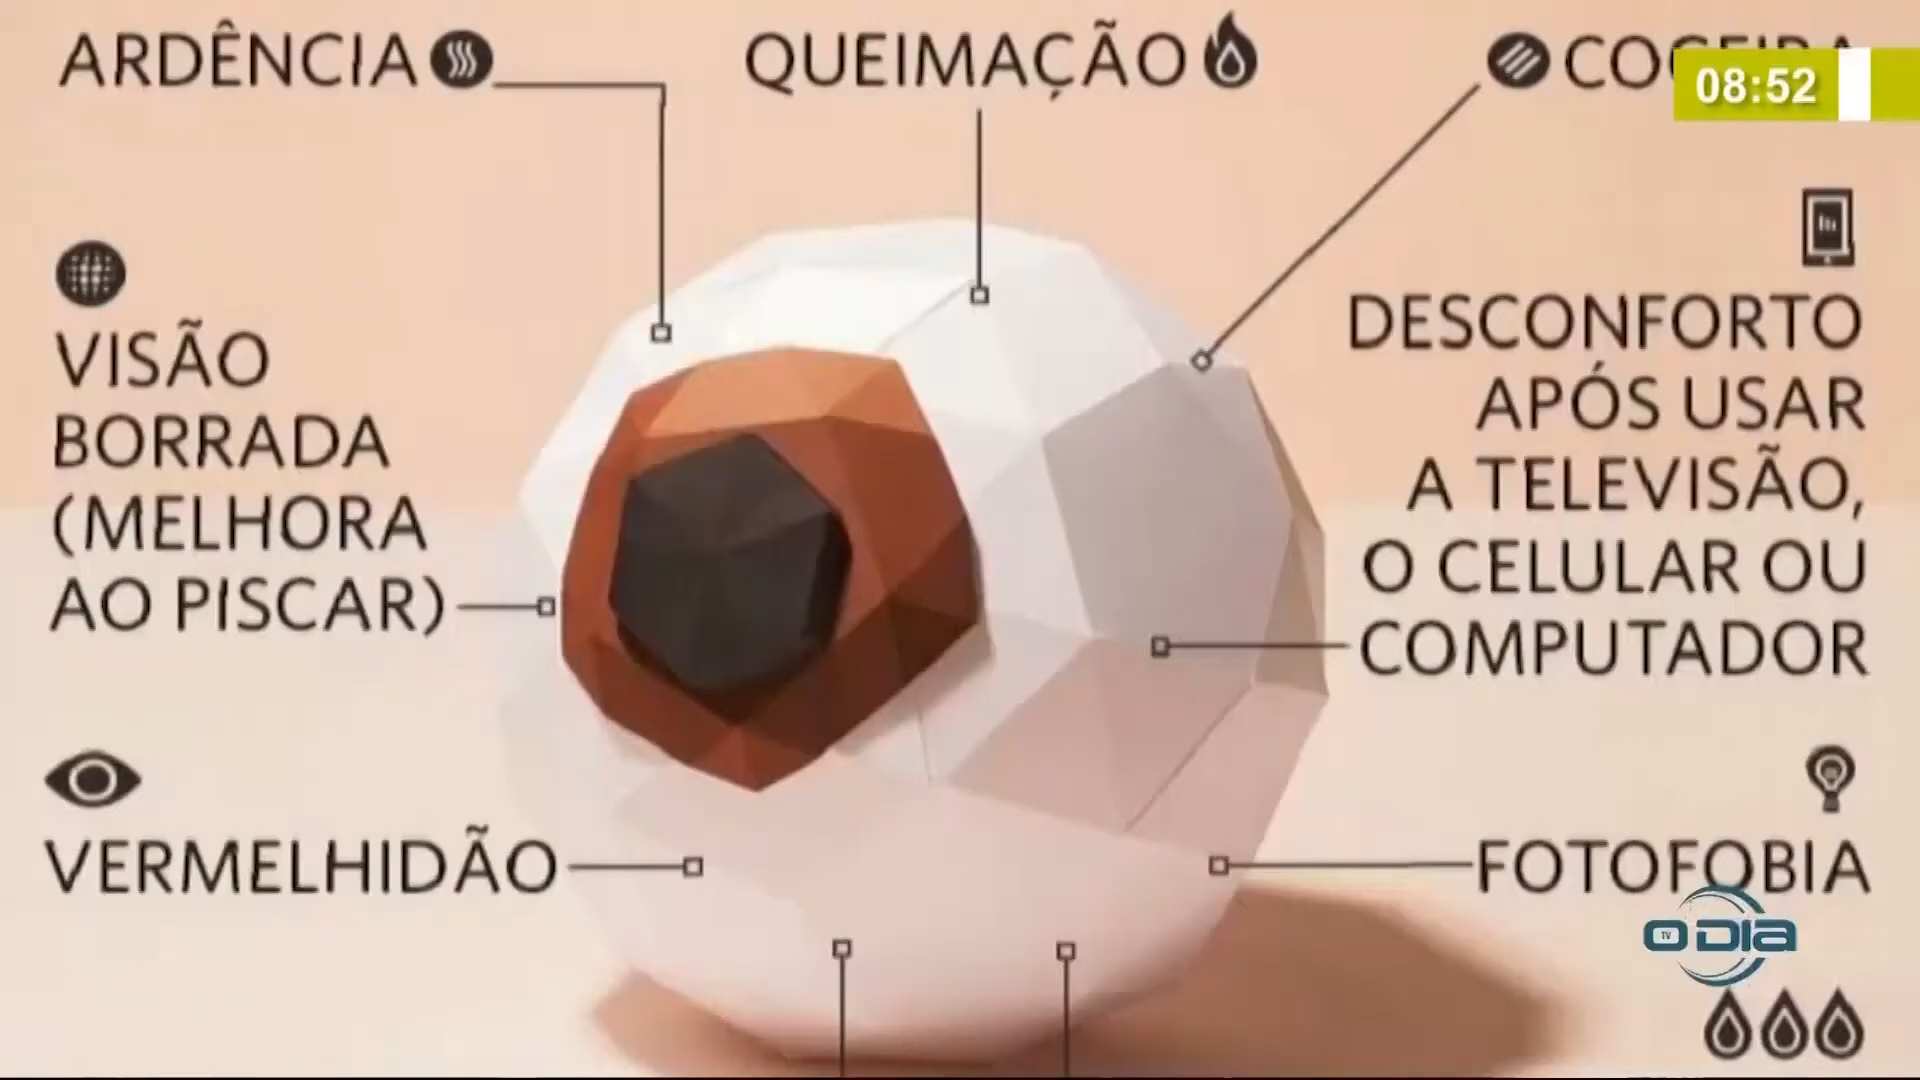 ARDÊNCIA
QUEIMAÇÃO
08:52
VISÃO
BORRADA
(MELHORA
AO PISCAR)
DESCONFORTO
APÓS USAR
A TELEVISÃO,
O CELULAR OU
COMPUTADOR
VERMELHIDÃO
FOTOFOBIA
O DIA
TV